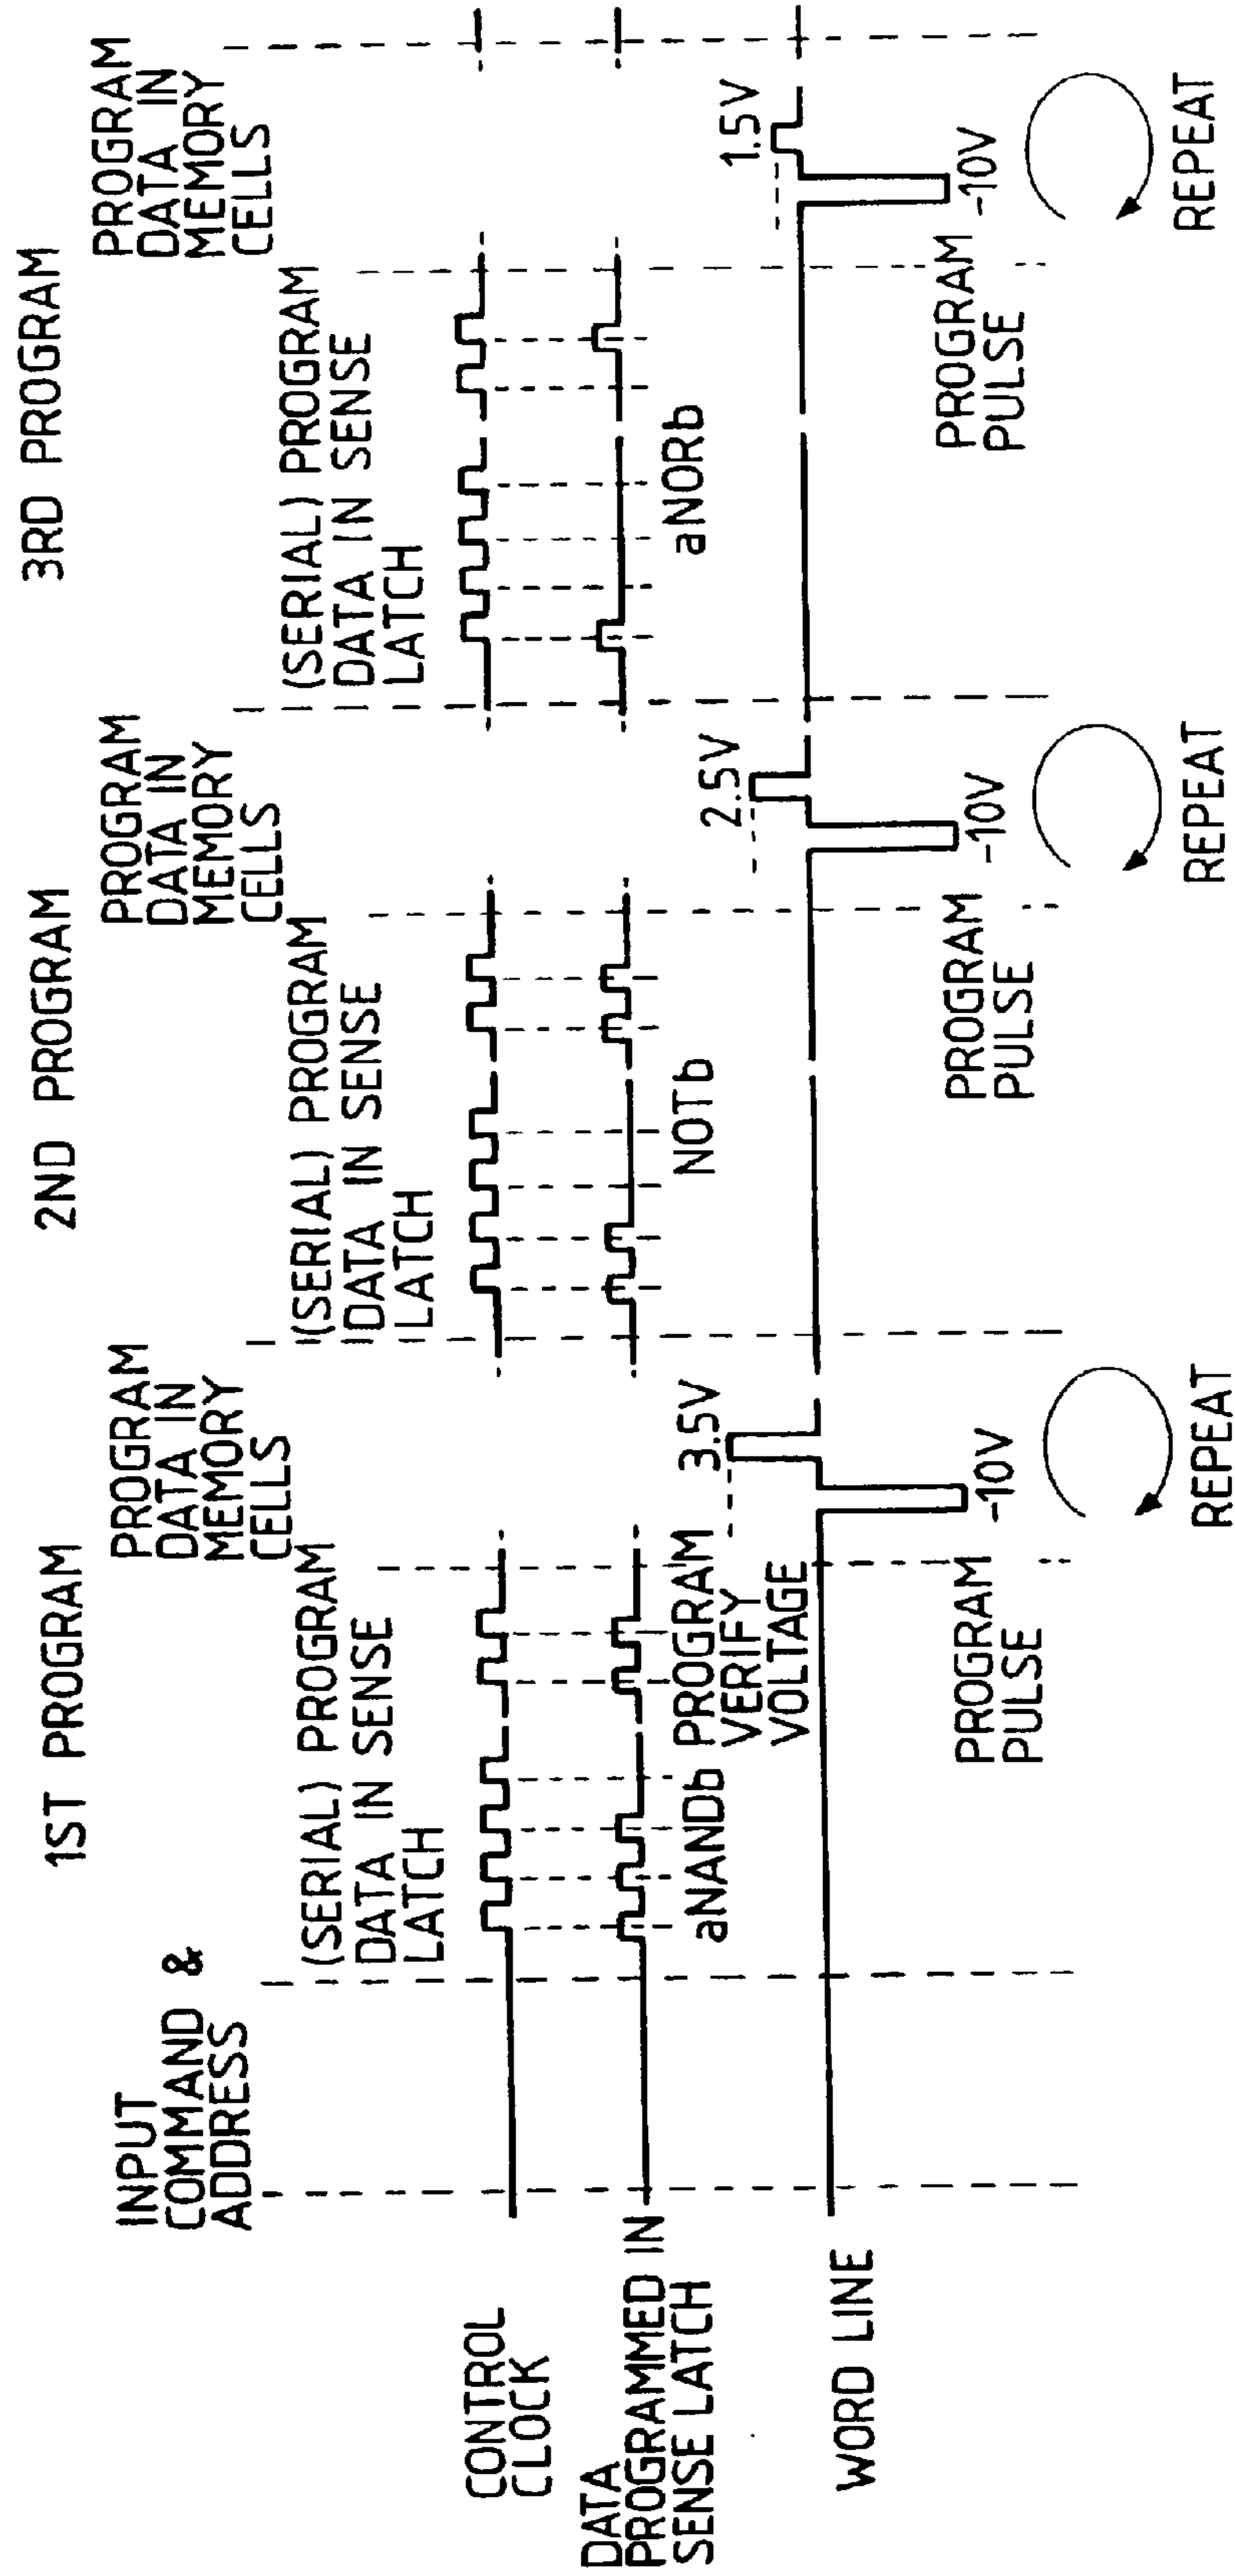 1ST PROGRAM
2ND PROGRAM
3RD PROGRAM
INPUT
COMMAND &
ADDRESS
PROGRAM
DATA IN
MEMORY
CELLS
PROGRAM
DATA IN
MEMORY
CELLS
PROGRAM
DATA IN
MEMORY
CELLS
(SERIAL) PROGRAM
DATA IN SENSE
LATCH
(SERIAL) PROGRAM
DATA IN SENSE
LATCH
(SERIAL) PROGRAM
DATA IN SENSE
LATCH
CONTROL
CLOCK
DATA
PROGRAMMED IN
SENSE LATCH
aNANDb
NOTb
aNORb
PROGRAM
VERIFY
VOLTAGE
3.5V
2.5V
1.5V
WORD LINE
PROGRAM
PULSE
-10V
PROGRAM
PULSE
-10V
PROGRAM
PULSE
-10V
REPEAT
REPEAT
REPEAT